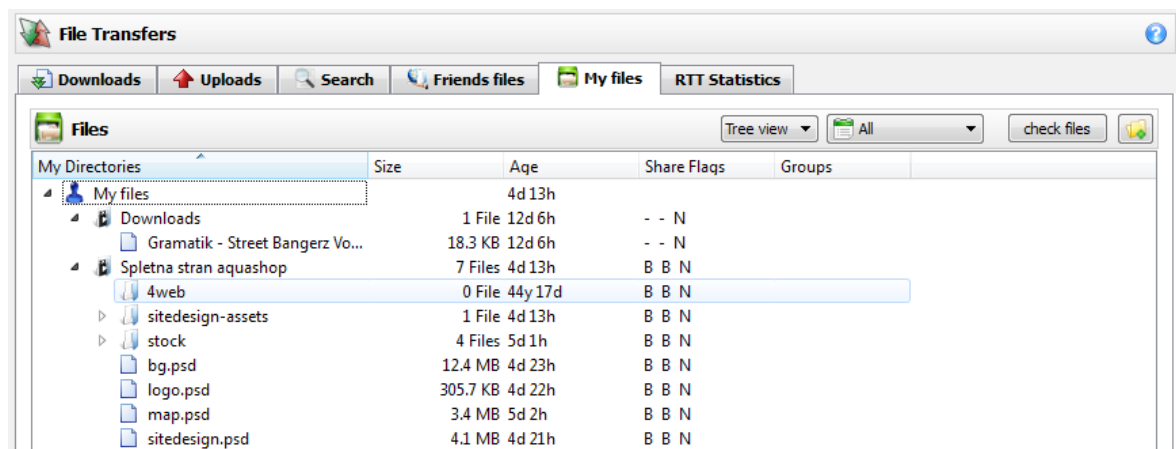 File Transfers
Downloads Uploads Search Friends files My files RTT Statistics
Files Tree view All check files
My Directories Size Age Share Flags Groups
My files 4d 13h
Downloads 1 File 12d 6h - - N
Gramatik - Street Bangerz Vo... 18.3 KB 12d 6h - - N
Spletna stran aquashop 7 Files 4d 13h B B N
4web 0 File 44y 17d B B N
sitedesign-assets 1 File 4d 13h B B N
stock 4 Files 5d 1h B B N
bg.psd 12.4 MB 4d 23h B B N
logo.psd 305.7 KB 4d 22h B B N
map.psd 3.4 MB 5d 2h B B N
sitedesign.psd 4.1 MB 4d 21h B B N